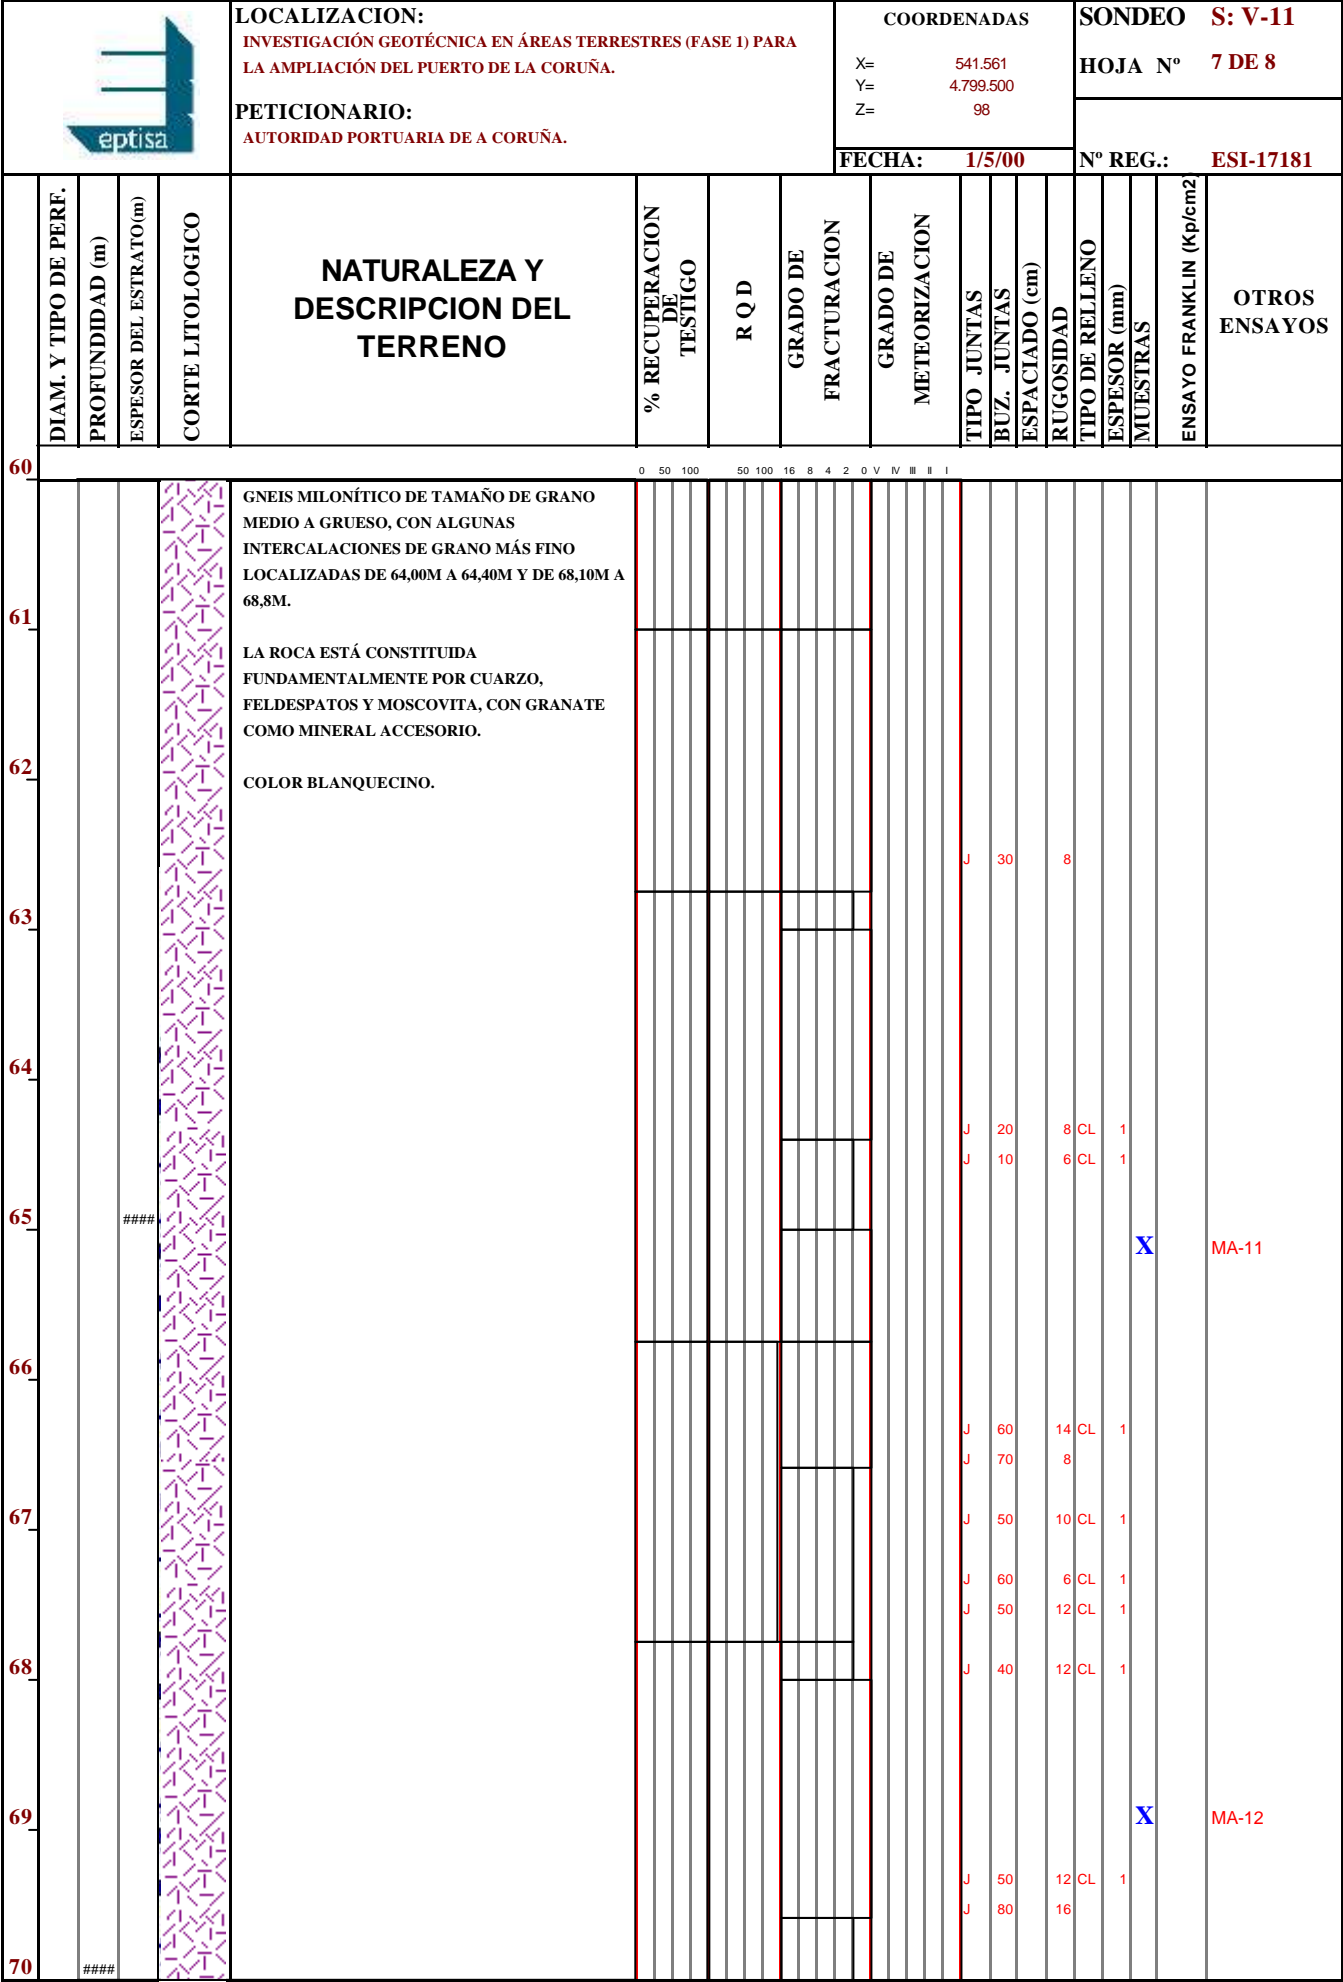 eptisa
LOCALIZACION:
INVESTIGACIÓN GEOTÉCNICA EN ÁREAS TERRESTRES (FASE 1) PARA
LA AMPLIACIÓN DEL PUERTO DE LA CORUÑA.
PETICIONARIO:
AUTORIDAD PORTUARIA DE A CORUÑA.
COORDENADAS
X= 541.561
Y= 4.799.500
Z= 98
FECHA: 1/5/00
SONDEO S: V-11
HOJA Nº 7 DE 8
Nº REG.: ESI-17181
DIAM. Y TIPO DE PERF.
PROFUNDIDAD (m)
ESPESOR DEL ESTRATO(m)
CORTE LITOLOGICO
NATURALEZA Y
DESCRIPCION DEL
TERRENO
% RECUPERACION
DE
TESTIGO
R Q D
GRADO DE
FRACTURACION
GRADO DE
METEORIZACION
TIPO JUNTAS
BUZ. JUNTAS
ESPACIADO (cm)
RUGOSIDAD
TIPO DE RELLENO
ESPESOR (mm)
MUESTRAS
ENSAYO FRANKLIN (Kp/cm2)
OTROS
ENSAYOS
60
0 50 100 50 100 16 8 4 2 0 V IV III II I
GNEIS MILONÍTICO DE TAMAÑO DE GRANO
MEDIO A GRUESO, CON ALGUNAS
INTERCALACIONES DE GRANO MÁS FINO
LOCALIZADAS DE 64,00M A 64,40M Y DE 68,10M A
68,8M.
61
LA ROCA ESTÁ CONSTITUIDA
FUNDAMENTALMENTE POR CUARZO,
FELDESPATOS Y MOSCOVITA, CON GRANATE
COMO MINERAL ACCESORIO.
62
COLOR BLANQUECINO.
J 30 8
63
64
J 20 8 CL 1
J 10 6 CL 1
65 ####
X MA-11
66
J 60 14 CL 1
J 70 8
67 J 50 10 CL 1
J 60 6 CL 1
J 50 12 CL 1
68 J 40 12 CL 1
69 X MA-12
J 50 12 CL 1
J 80 16
70 ####